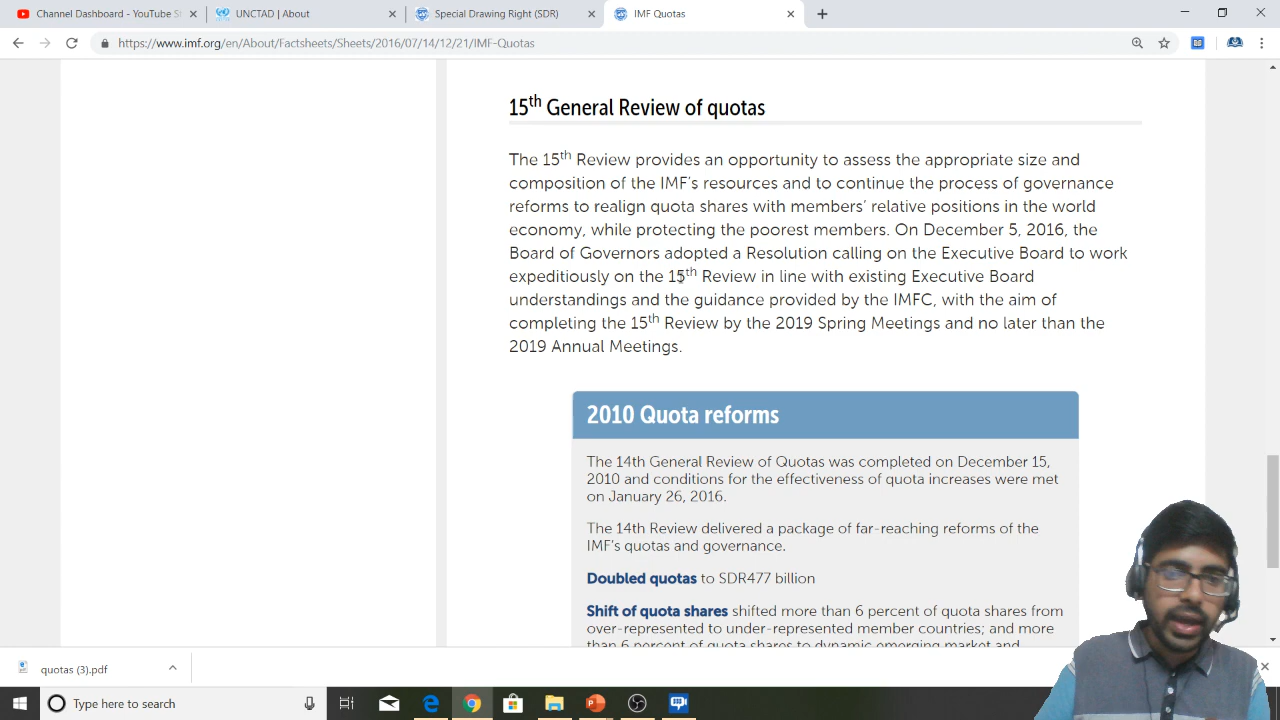 Channel Dashboard - YouTube St
UNCTAD | About
Special Drawing Right (SDR)
IMF Quotas
https://www.imf.org/en/About/Factsheets/Sheets/2016/07/14/12/21/IMF-Quotas
15th General Review of quotas
The 15th Review provides an opportunity to assess the appropriate size and
composition of the IMF's resources and to continue the process of governance
reforms to realign quota shares with members' relative positions in the world
economy, while protecting the poorest members. On December 5, 2016, the
Board of Governors adopted a Resolution calling on the Executive Board to work
expeditiously on the 15th Review in line with existing Executive Board
understandings and the guidance provided by the IMFC, with the aim of
completing the 15th Review by the 2019 Spring Meetings and no later than the
2019 Annual Meetings.
2010 Quota reforms
The 14th General Review of Quotas was completed on December 15,
2010 and conditions for the effectiveness of quota increases were met
on January 26, 2016.
The 14th Review delivered a package of far-reaching reforms of the
IMF's quotas and governance.
Doubled quotas to SDR477 billion
Shift of quota shares shifted more than 6 percent of quota shares from
over-represented to under-represented member countries; and more
than 6 percent of quota shares to dynamic emerging market and
quotas (3).pdf
Type here to search